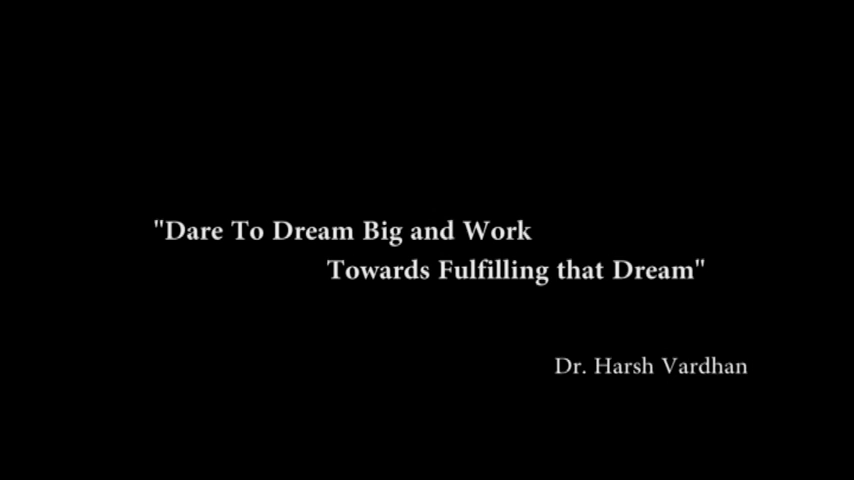 "Dare To Dream Big and Work
Towards Fulfilling that Dream"
Dr. Harsh Vardhan